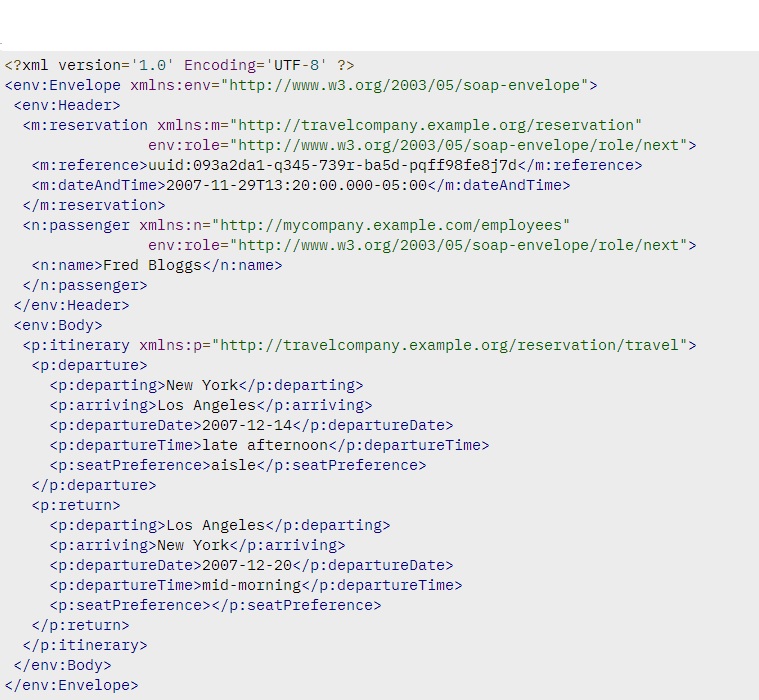 <?xml version='1.0' Encoding='UTF-8' ?>
<env:Envelope xmlns:env="http://www.w3.org/2003/05/soap-envelope">
<env:Header>
<m:reservation xmlns:m="http://travelcompany.example.org/reservation"
env:role="http://www.w3.org/2003/05/soap-envelope/role/next">
<m:reference>uuid:093a2da1-q345-739r-ba5d-pqff98fe8j7d</m:reference>
<m:dateAndTime>2007-11-29T13:20:00.000-05:00</m:dateAndTime>
</m:reservation>
<n:passenger xmlns:n="http://mycompany.example.com/employees"
env:role="http://www.w3.org/2003/05/soap-envelope/role/next">
<n:name>Fred Bloggs</n:name>
</n:passenger>
</env:Header>
<env:Body>
<p:itinerary xmlns:p="http://travelcompany.example.org/reservation/travel">
<p:departure>
<p:departing>New York</p:departing>
<p:arriving>Los Angeles</p:arriving>
<p:departureDate>2007-12-14</p:departureDate>
<p:departureTime>late afternoon</p:departureTime>
<p:seatPreference>aisle</p:seatPreference>
</p:departure>
<p:return>
<p:departing>Los Angeles</p:departing>
<p:arriving>New York</p:arriving>
<p:departureDate>2007-12-20</p:departureDate>
<p:departureTime>mid-morning</p:departureTime>
<p:seatPreference></p:seatPreference>
</p:return>
</p:itinerary>
</env:Body>
</env:Envelope>